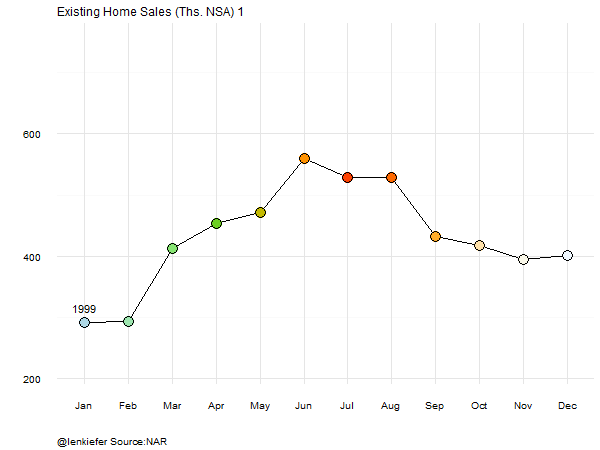 Existing Home Sales (Ths. NSA) 1
600
400
1999
200
Jan Feb Mar Apr May Jun Jul Aug Sep Oct Nov Dec
@lenkiefer Source:NAR